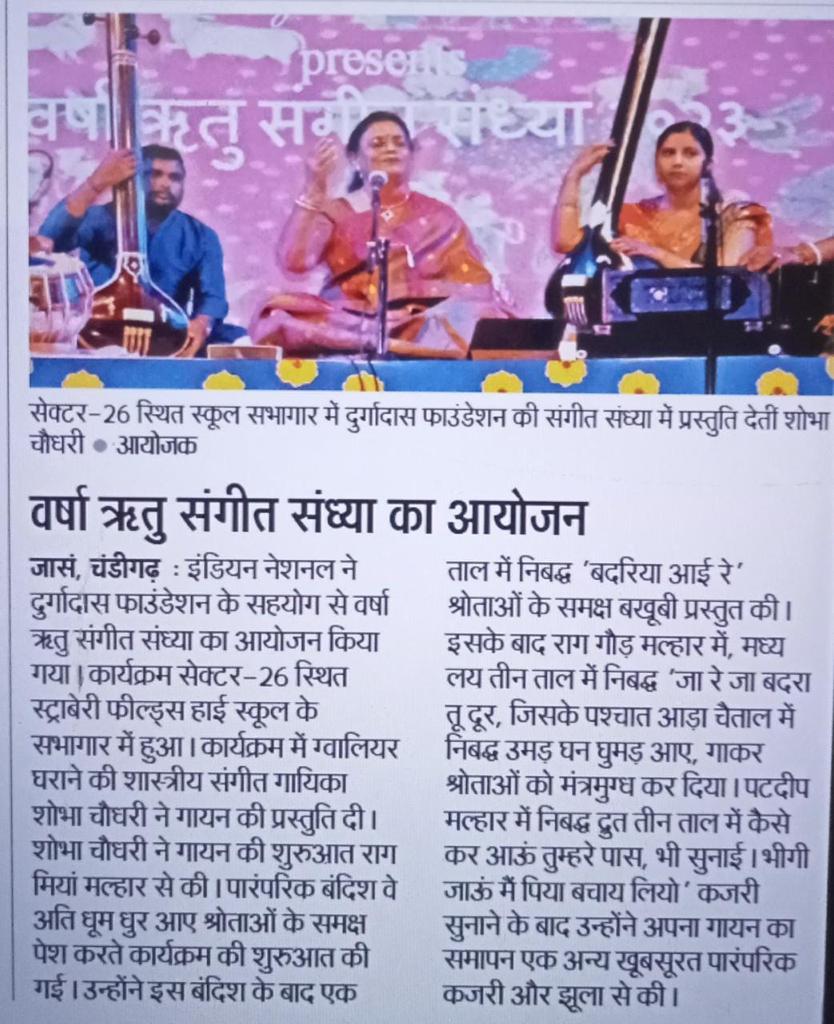 presents
वर्षा ऋतु संगीत संध्या २०२३
सेक्टर-26 स्थित स्कूल सभागार में दुर्गादास फाउंडेशन की संगीत संध्या में प्रस्तुति देतीं शोभा
चौधरी ● आयोजक
वर्षा ऋतु संगीत संध्या का आयोजन
जासं, चंडीगढ़ : इंडियन नेशनल ने
दुर्गादास फाउंडेशन के सहयोग से वर्षा
ऋतु संगीत संध्या का आयोजन किया
गया। कार्यक्रम सेक्टर-26 स्थित
स्ट्राबेरी फील्ड्स हाई स्कूल के
सभागार में हुआ। कार्यक्रम में ग्वालियर
घराने की शास्त्रीय संगीत गायिका
शोभा चौधरी ने गायन की प्रस्तुति दी।
शोभा चौधरी ने गायन की शुरुआत राग
मियां मल्हार से की। पारंपरिक बंदिश वे
अति धूम धुर आए श्रोताओं के समक्ष
पेश करते कार्यक्रम की शुरुआत की
गई। उन्होंने इस बंदिश के बाद एक
ताल में निबद्ध 'बदरिया आई रे'
श्रोताओं के समक्ष बखूबी प्रस्तुत की।
इसके बाद राग गौड़ मल्हार में, मध्य
लय तीन ताल में निबद्ध 'जा रे जा बदरा
तू दूर, जिसके पश्चात आड़ा चैताल में
निबद्ध उमड़ घन घुमड़ आए, गाकर
श्रोताओं को मंत्रमुग्ध कर दिया। पटदीप
मल्हार में निबद्ध द्रुत तीन ताल में कैसे
कर आऊं तुम्हरे पास, भी सुनाई। भीगी
जाऊं मैं पिया बचाय लियो' कजरी
सुनाने के बाद उन्होंने अपना गायन का
समापन एक अन्य खूबसूरत पारंपरिक
कजरी और झूला से की।